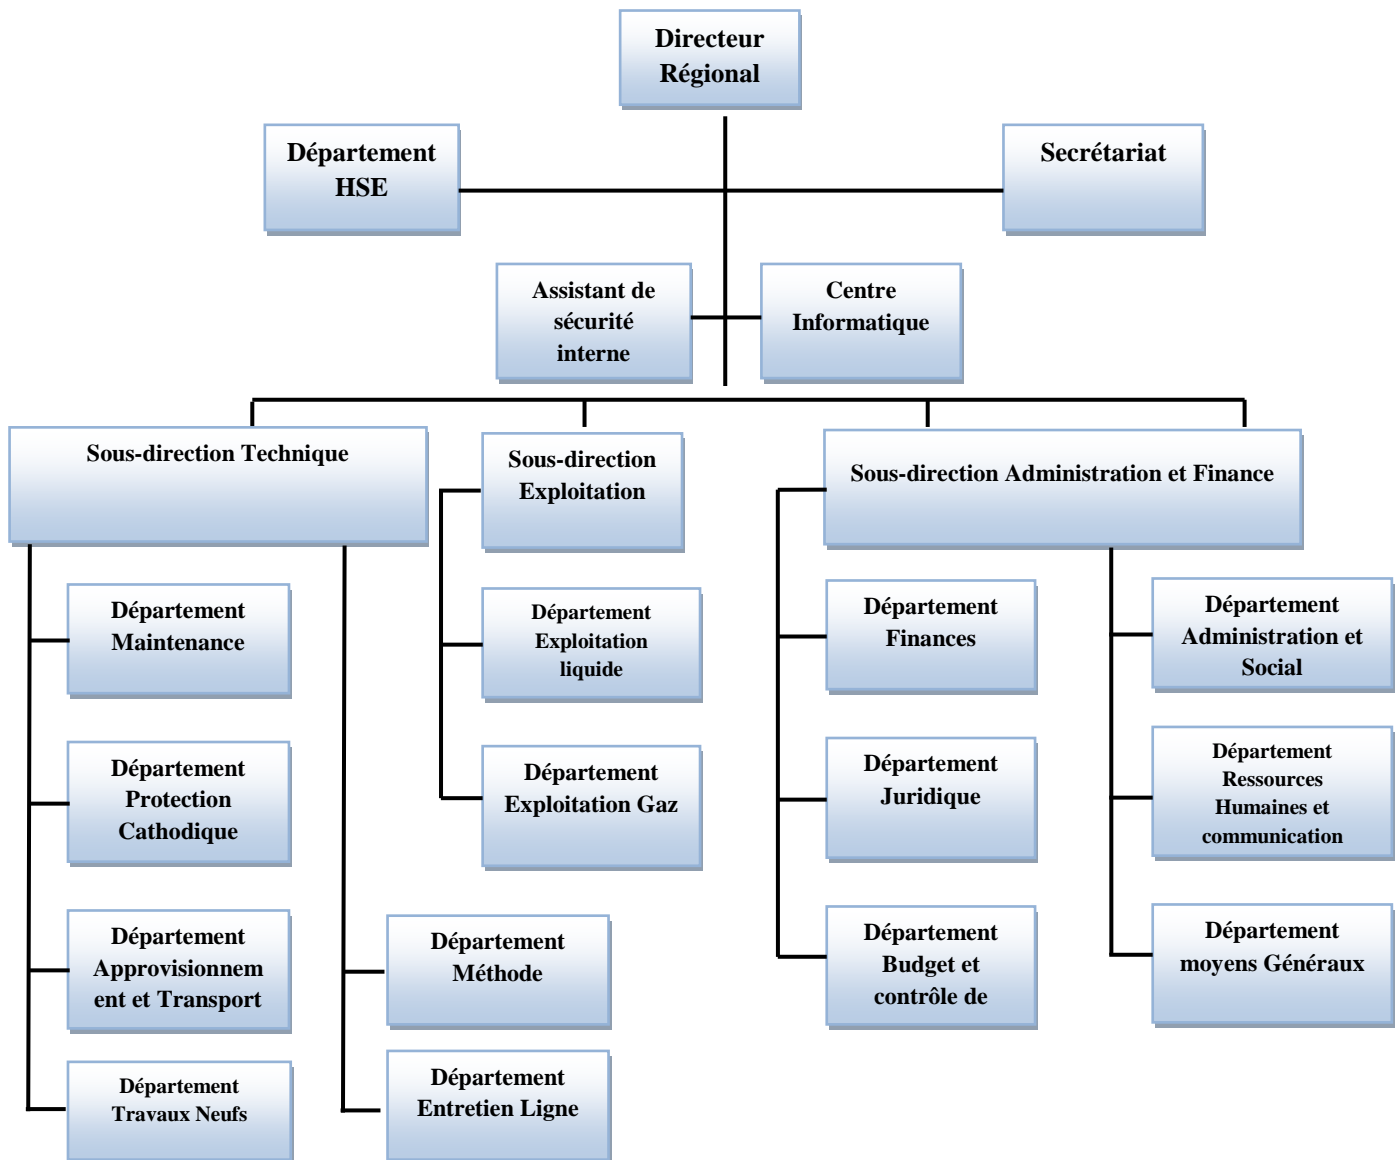 Directeur
Régional
Département
HSE
Secrétariat
Assistant de
sécurité
interne
Centre
Informatique
Sous-direction Technique
Sous-direction
Exploitation
Sous-direction Administration et Finance
Département
Maintenance
Département
Protection
Cathodique
Département
Approvisionnem
ent et Transport
Département
Travaux Neufs
Département
Méthode
Département
Entretien Ligne
Département
Exploitation
liquide
Département
Exploitation Gaz
Département
Finances
Département
Juridique
Département
Budget et
contrôle de
Département
Administration et
Social
Département
Ressources
Humaines et
communication
Département
moyens Généraux